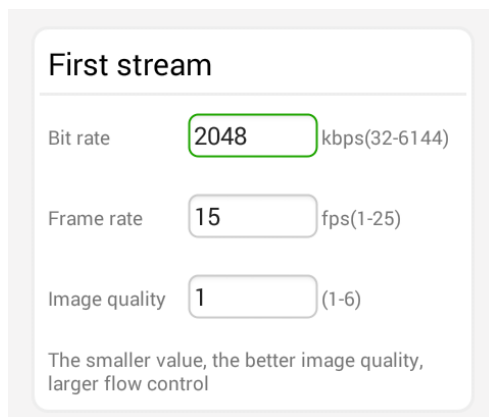 First stream
Bit rate 2048 kbps(32-6144)
Frame rate 15 fps(1-25)
Image quality 1 (1-6)
The smaller value, the better image quality,
larger flow control